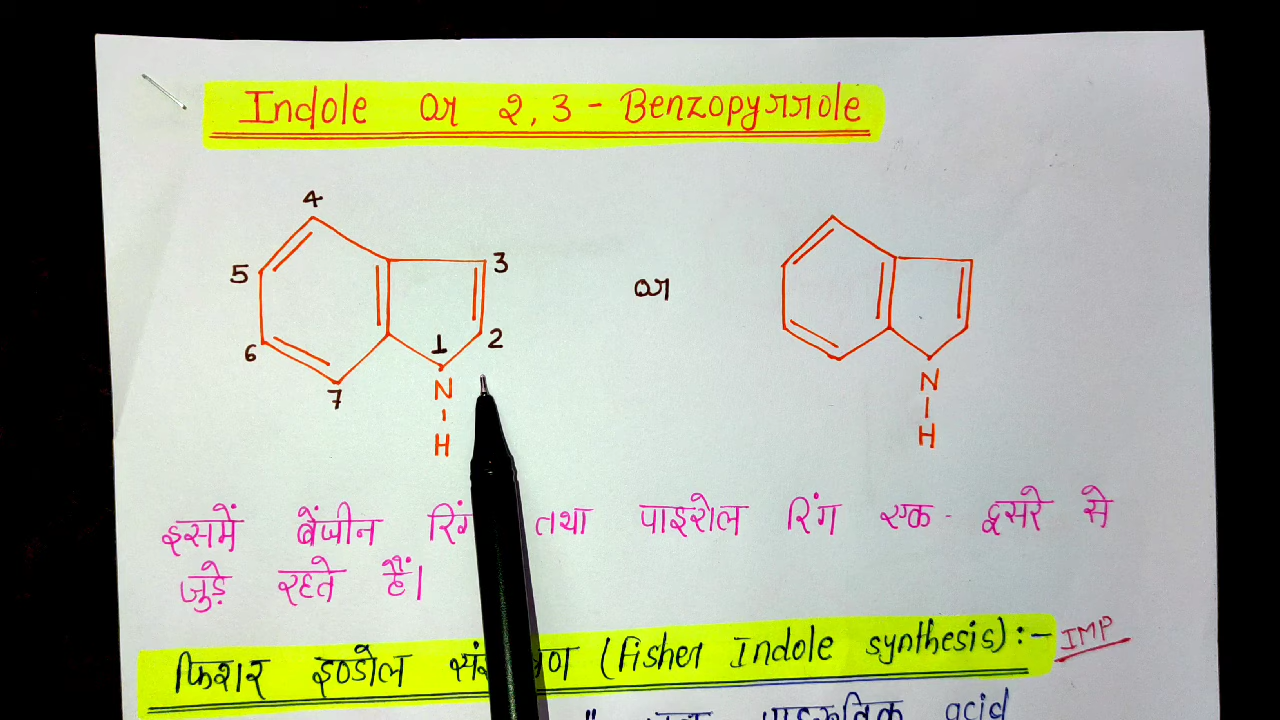 Indole or 2,3-Benzopyrrole
4
5
3
6
1
2
7
N
H
or
N
H
इसमें बेंजीन रिंग तथा पाइरोल रिंग एक-दूसरे से
जुड़े रहते हैं।
फिशर इण्डोल (fisher Indole synthesis):- IMP
acid